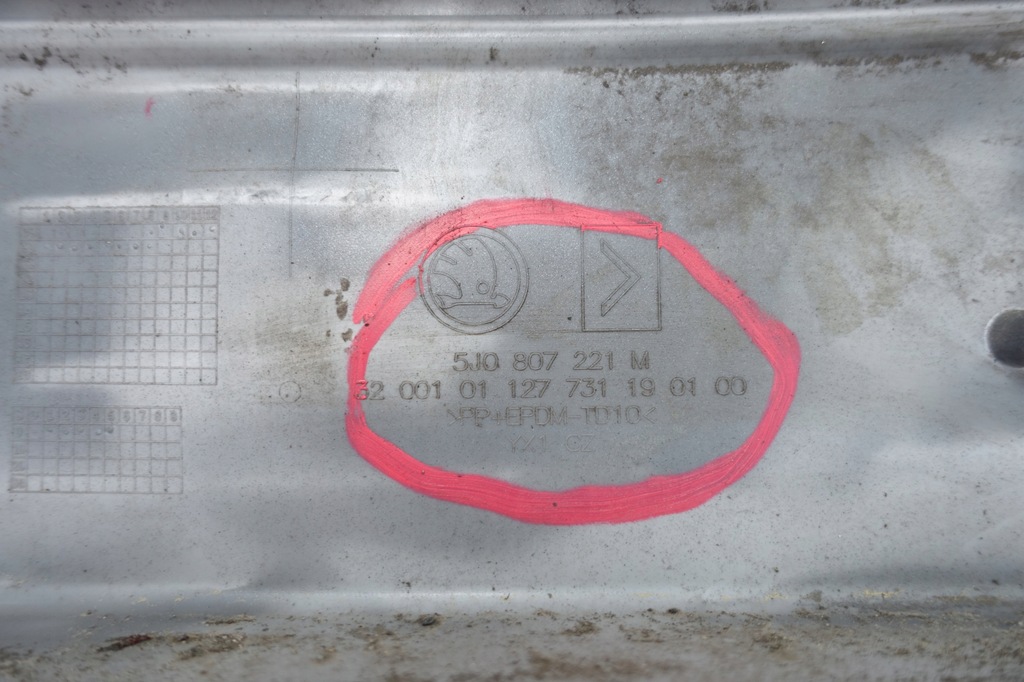 5J0 807 221 M
32 001 01 127 731 19 01 00
>PP+EPDM-TD10<